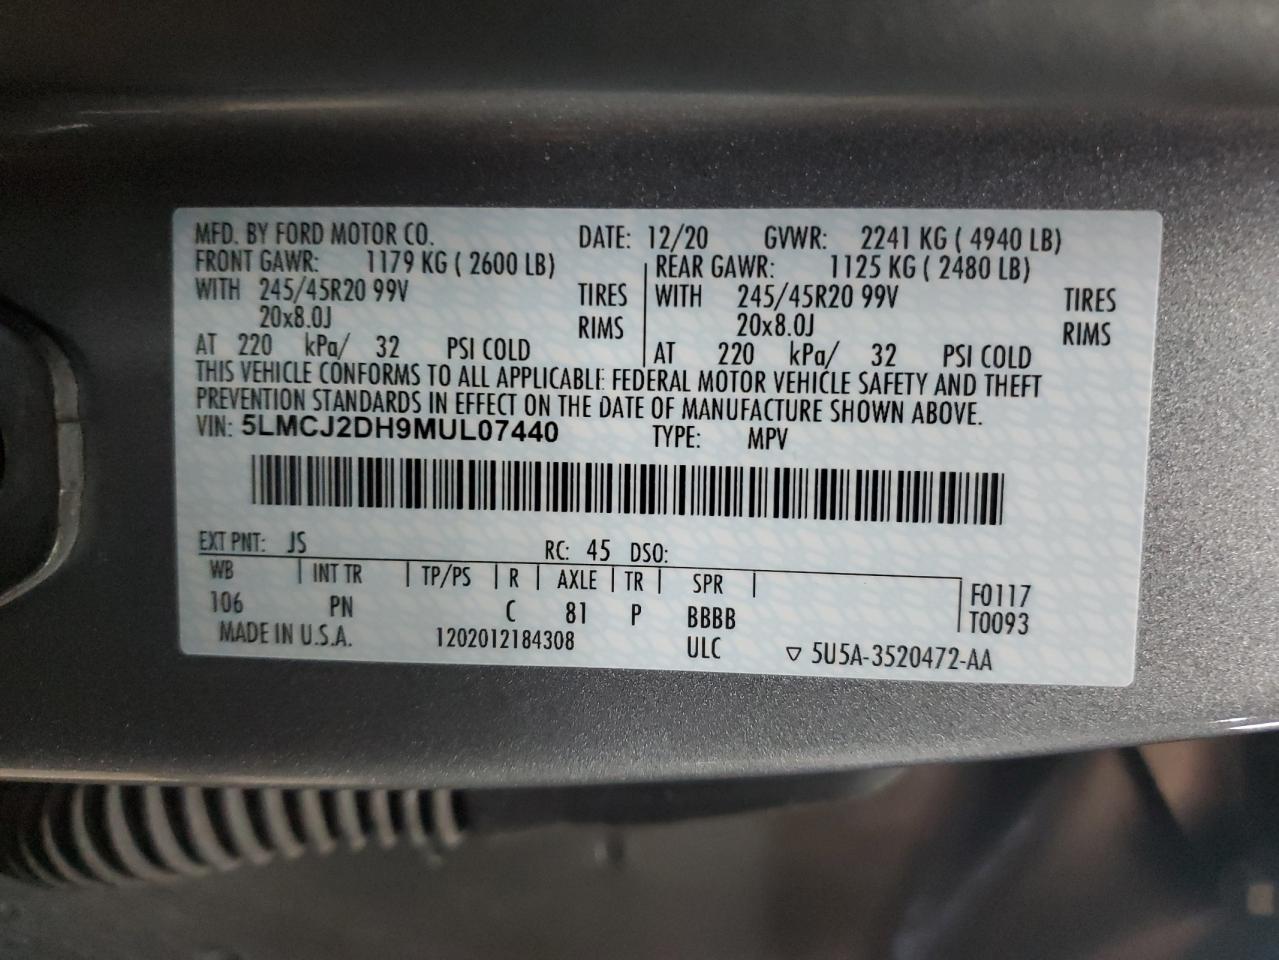 MFD. BY FORD MOTOR CO. DATE: 12/20 GVWR: 2241 KG ( 4940 LB)
FRONT GAWR: 1179 KG ( 2600 LB) REAR GAWR: 1125 KG ( 2480 LB)
WITH 245/45R20 99V TIRES WITH 245/45R20 99V TIRES
20x8.0J RIMS 20x8.0J RIMS
AT 220 kPa/ 32 PSI COLD AT 220 kPa/ 32 PSI COLD
THIS VEHICLE CONFORMS TO ALL APPLICABLE FEDERAL MOTOR VEHICLE SAFETY AND THEFT
PREVENTION STANDARDS IN EFFECT ON THE DATE OF MANUFACTURE SHOWN ABOVE.
VIN: 5LMCJ2DH9MUL07440 TYPE: MPV
EXT PNT: JS RC: 45 DSO:
WB INT TR TP/PS R AXLE TR SPR F0117
106 PN C 81 P BBBB T0093
MADE IN U.S.A. 1202012184308 ULC ▽ 5U5A-3520472-AA